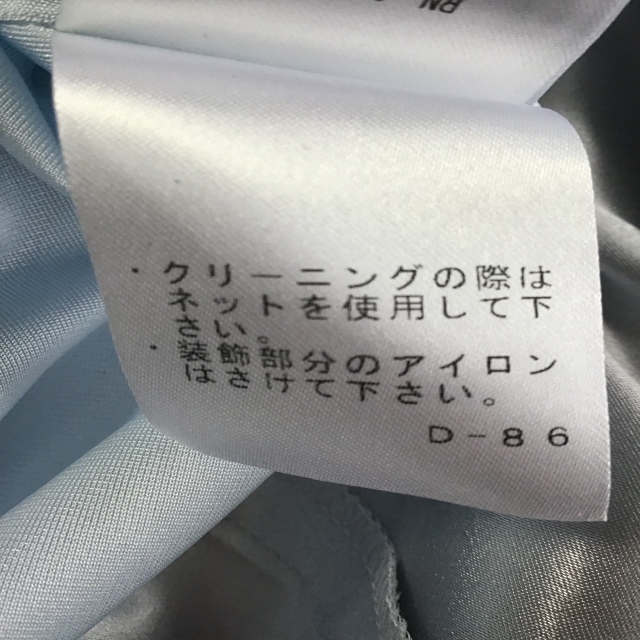 RN
・クリーニングの際は
ネットを使用して下
さい。
・装飾部分のアイロン
はさけて下さい。
D-86